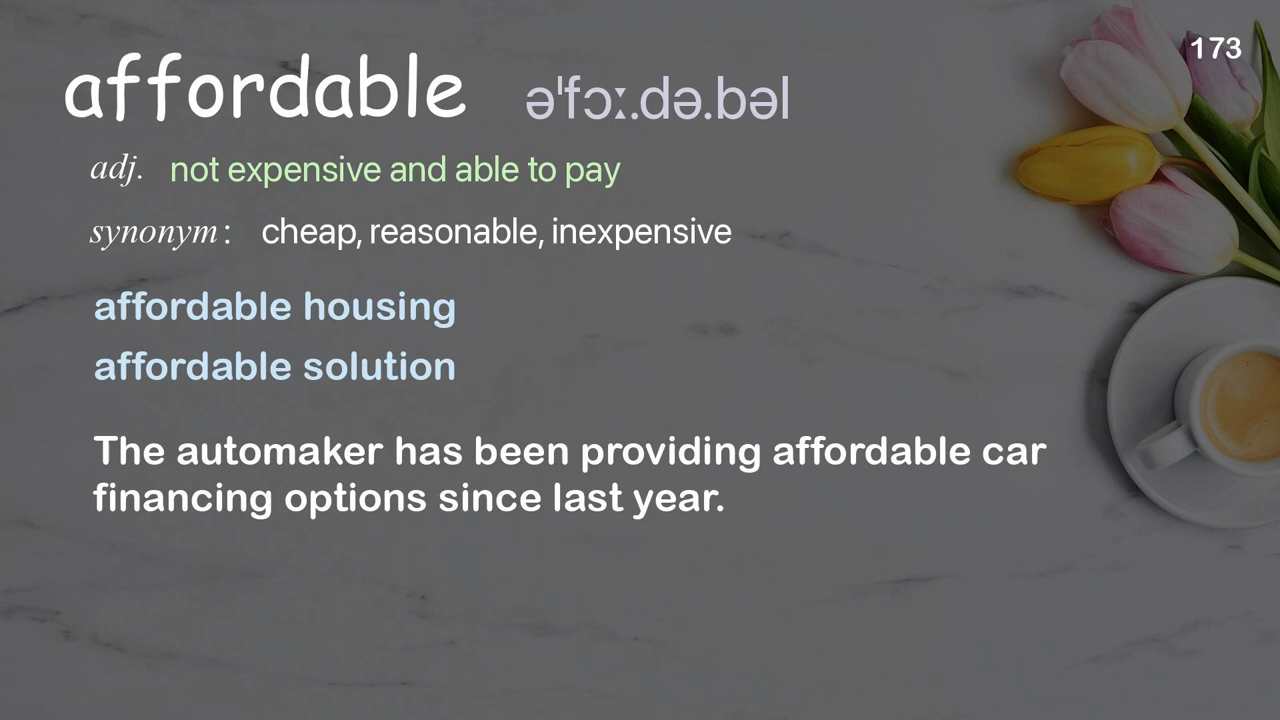 173
affordable əˈfɔː.də.bəl
adj. not expensive and able to pay
synonym: cheap, reasonable, inexpensive
affordable housing
affordable solution
The automaker has been providing affordable car
financing options since last year.